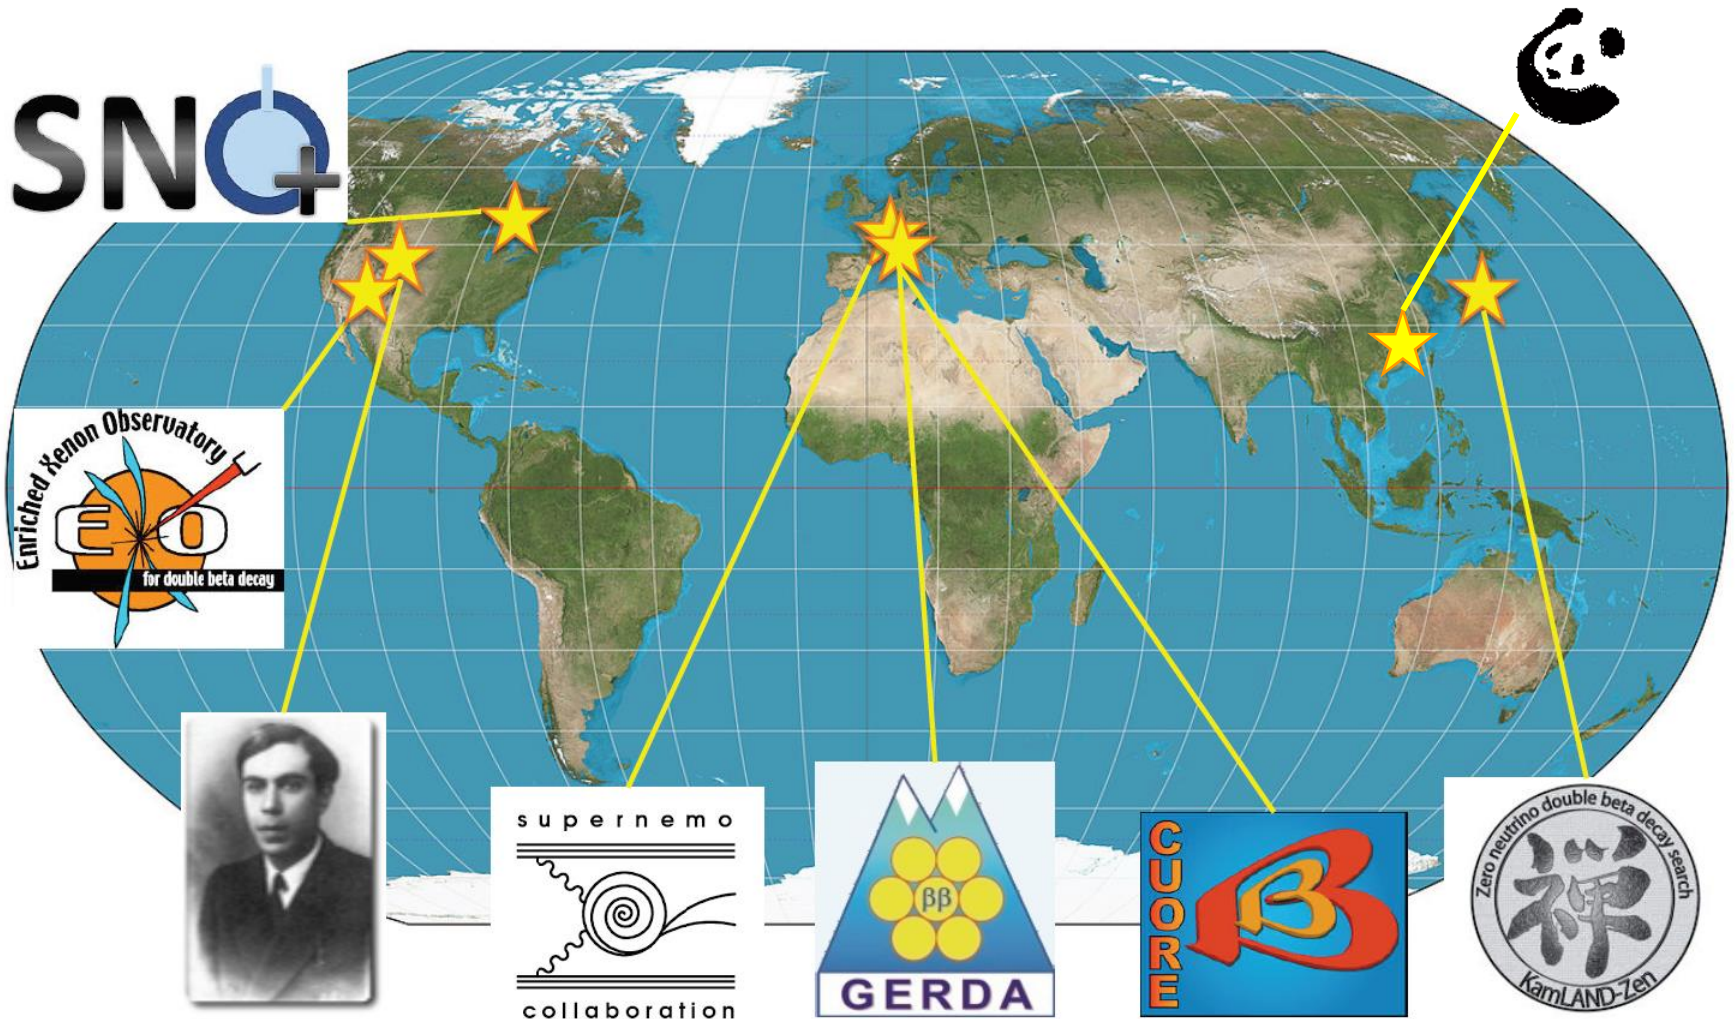 SNO+
Enriched Xenon Observatory
EXO
for double beta decay
supernemo
collaboration
ββ
GERDA
CUORE
Zero neutrino double beta decay search
禅
KamLAND-Zen